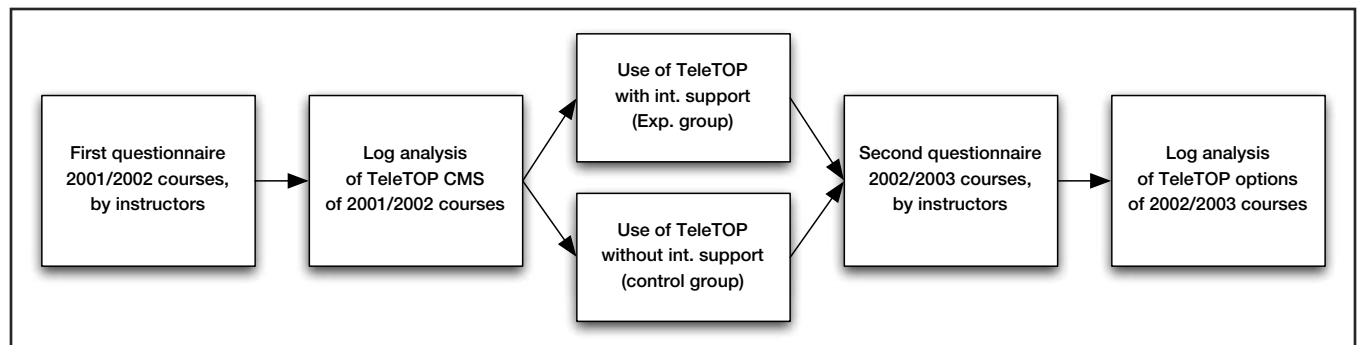 First questionnaire
2001/2002 courses,
by instructors
Log analysis
of TeleTOP CMS
of 2001/2002 courses
Use of TeleTOP
with int. support
(Exp. group)
Use of TeleTOP
without int. support
(control group)
Second questionnaire
2002/2003 courses,
by instructors
Log analysis
of TeleTOP options
of 2002/2003 courses